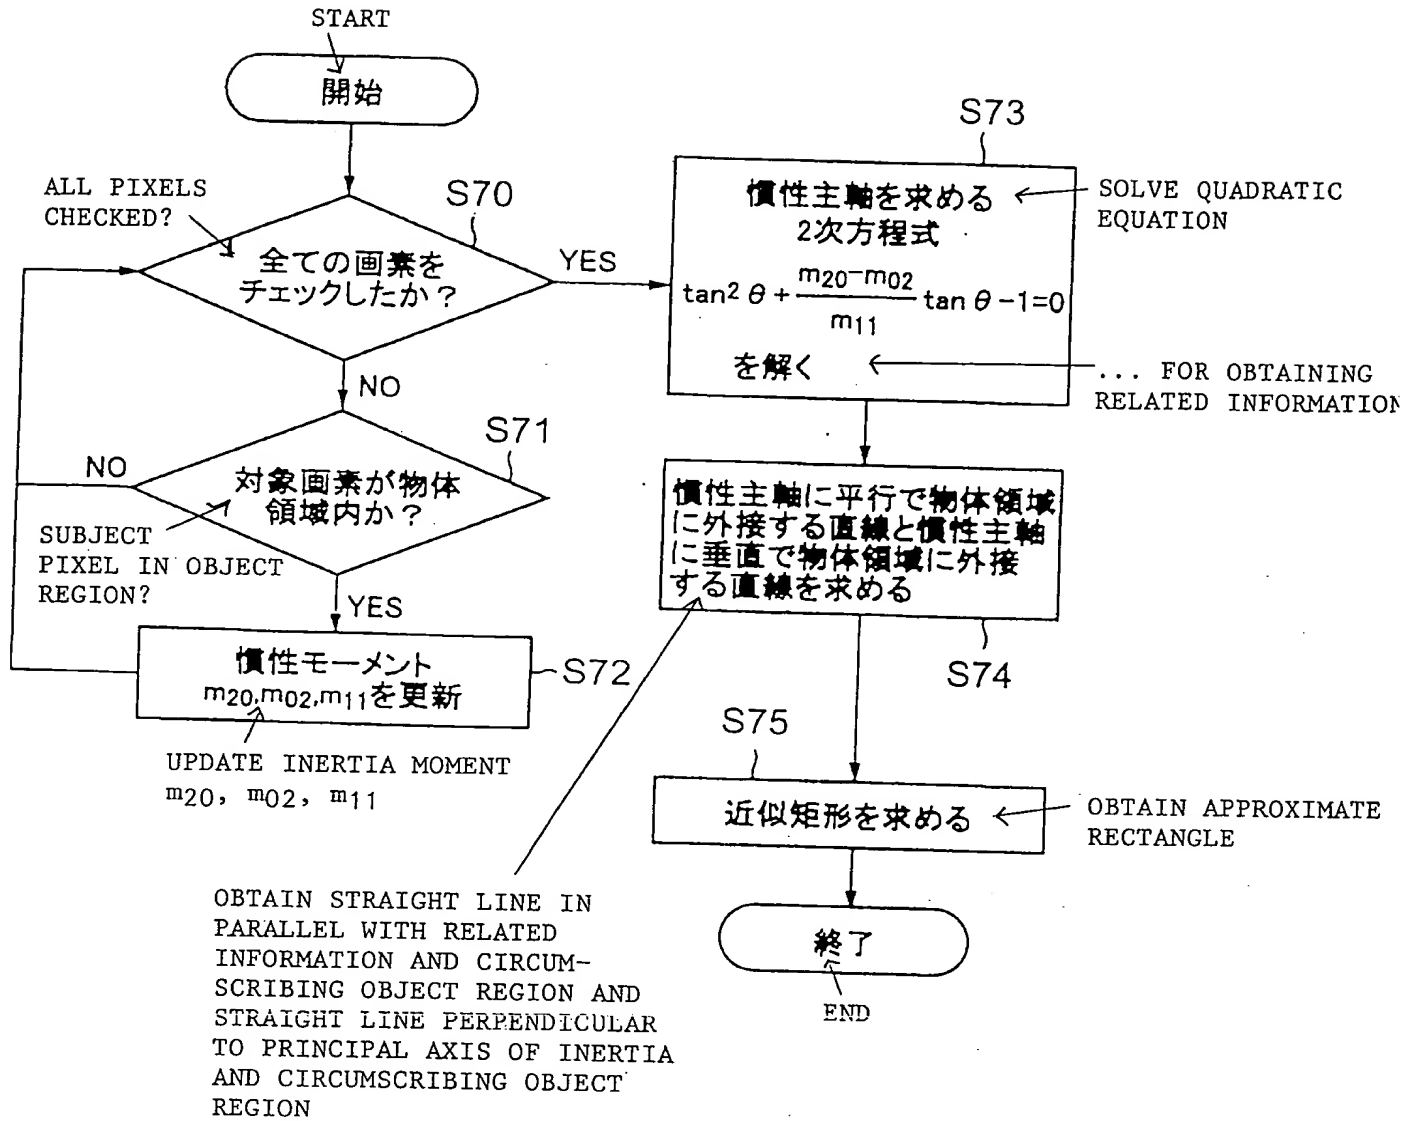 START
開始
ALL PIXELS
CHECKED?
S70
全ての画素を
チェックしたか?
YES
NO
S71
対象画素が物体
領域内か?
NO
SUBJECT
PIXEL IN OBJECT
REGION?
YES
慣性モーメント
m20,m02,m11を更新
S72
UPDATE INERTIA MOMENT
m20, m02, m11
S73
慣性主軸を求める
2次方程式
tan² θ + (m20-m02)/m11 tan θ -1=0
を解く
SOLVE QUADRATIC
EQUATION
... FOR OBTAINING
RELATED INFORMATION
慣性主軸に平行で物体領域
に外接する直線と慣性主軸
に垂直で物体領域に外接
する直線を求める
S74
OBTAIN STRAIGHT LINE IN
PARALLEL WITH RELATED
INFORMATION AND CIRCUM-
SCRIBING OBJECT REGION AND
STRAIGHT LINE PERPENDICULAR
TO PRINCIPAL AXIS OF INERTIA
AND CIRCUMSCRIBING OBJECT
REGION
S75
近似矩形を求める
OBTAIN APPROXIMATE
RECTANGLE
終了
END